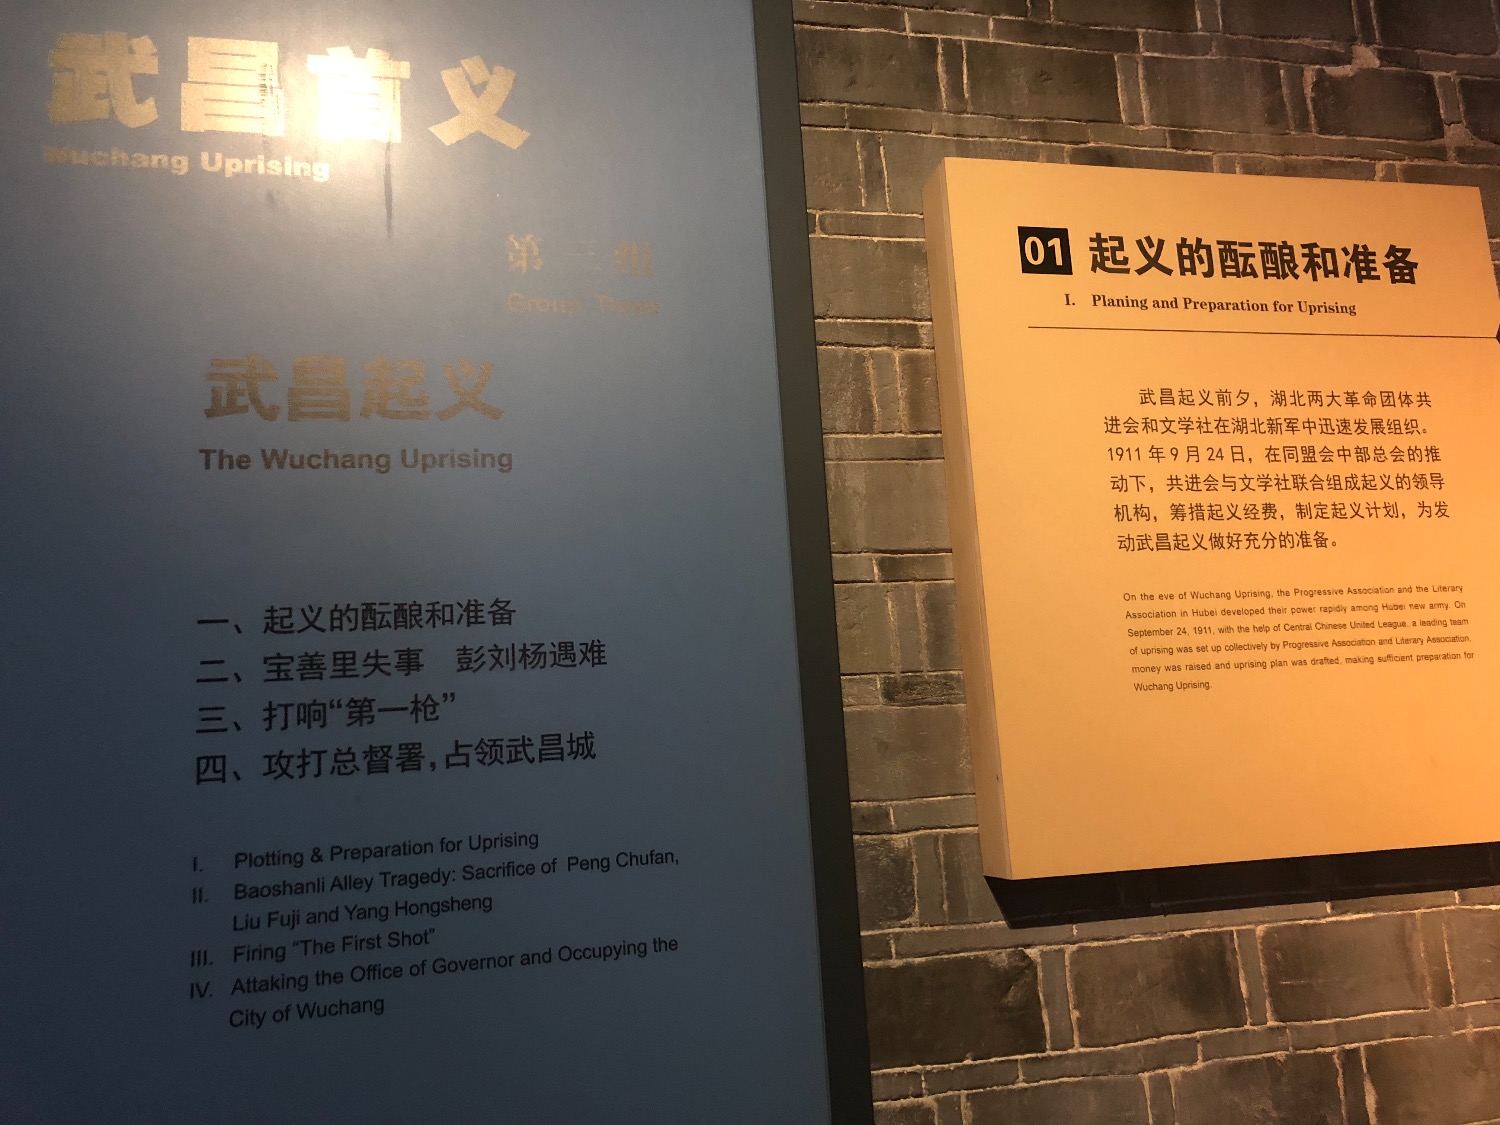 武昌首义
Wuchang Uprising
第三组
Group Three
武昌起义
The Wuchang Uprising
一、起义的酝酿和准备
二、宝善里失事 彭刘杨遇难
三、打响“第一枪”
四、攻打总督署，占领武昌城
I. Plotting & Preparation for Uprising
II. Baoshanli Alley Tragedy: Sacrifice of Peng Chufan,
Liu Fuji and Yang Hongsheng
III. Firing “The First Shot”
IV. Attaking the Office of Governor and Occupying the
City of Wuchang
01 起义的酝酿和准备
I. Planing and Preparation for Uprising
武昌起义前夕，湖北两大革命团体共
进会和文学社在湖北新军中迅速发展组织。
1911 年 9 月 24 日，在同盟会中部总会的推
动下，共进会与文学社联合组成起义的领导
机构，筹措起义经费，制定起义计划，为发
动武昌起义做好充分的准备。
On the eve of Wuchang Uprising, the Progressive Association and the Literary
Association in Hubei developed their power rapidly among Hubei new army. On
September 24, 1911, with the help of Central Chinese United League, a leading team
of uprising was set up collectively by Progressive Association and Literary Association,
money was raised and uprising plan was drafted, making sufficient preparation for
Wuchang Uprising.